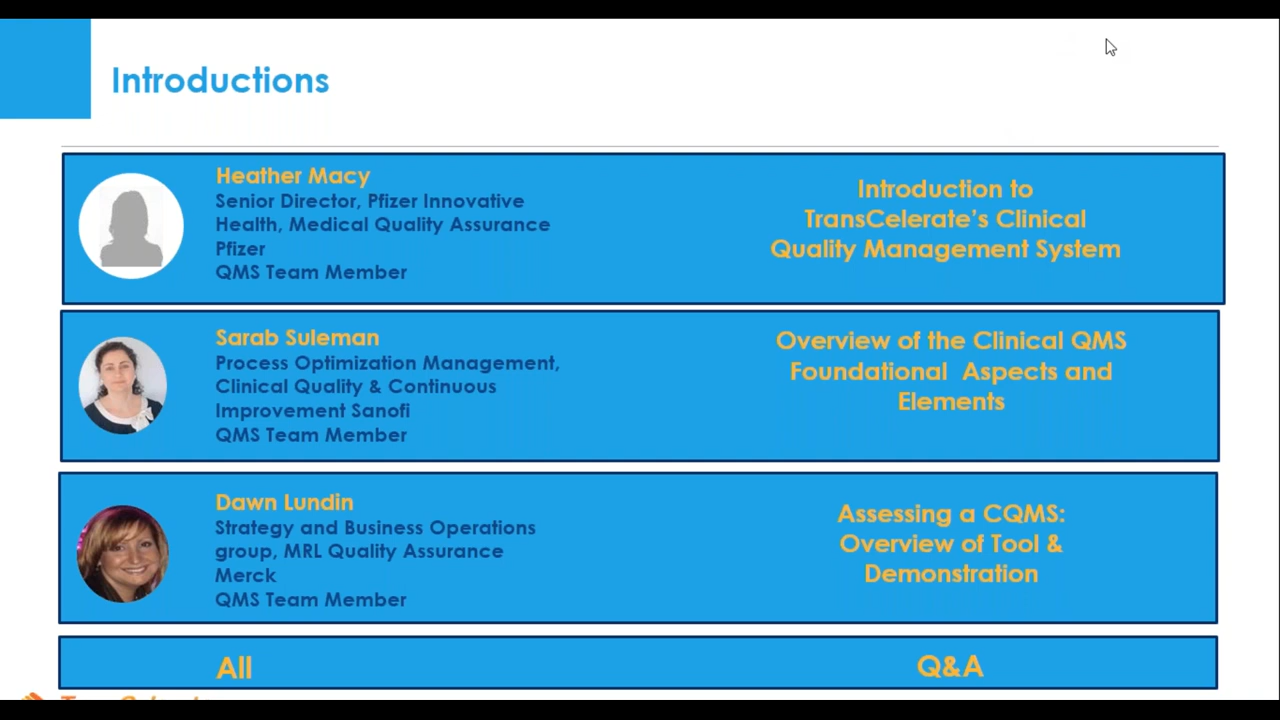 Introductions
Heather Macy
Senior Director, Pfizer Innovative
Health, Medical Quality Assurance
Pfizer
QMS Team Member
Introduction to
TransCelerate’s Clinical
Quality Management System
Sarab Suleman
Process Optimization Management,
Clinical Quality & Continuous
Improvement Sanofi
QMS Team Member
Overview of the Clinical QMS
Foundational  Aspects and
Elements
Dawn Lundin
Strategy and Business Operations
group, MRL Quality Assurance
Merck
QMS Team Member
Assessing a CQMS:
Overview of Tool &
Demonstration
All
Q&A